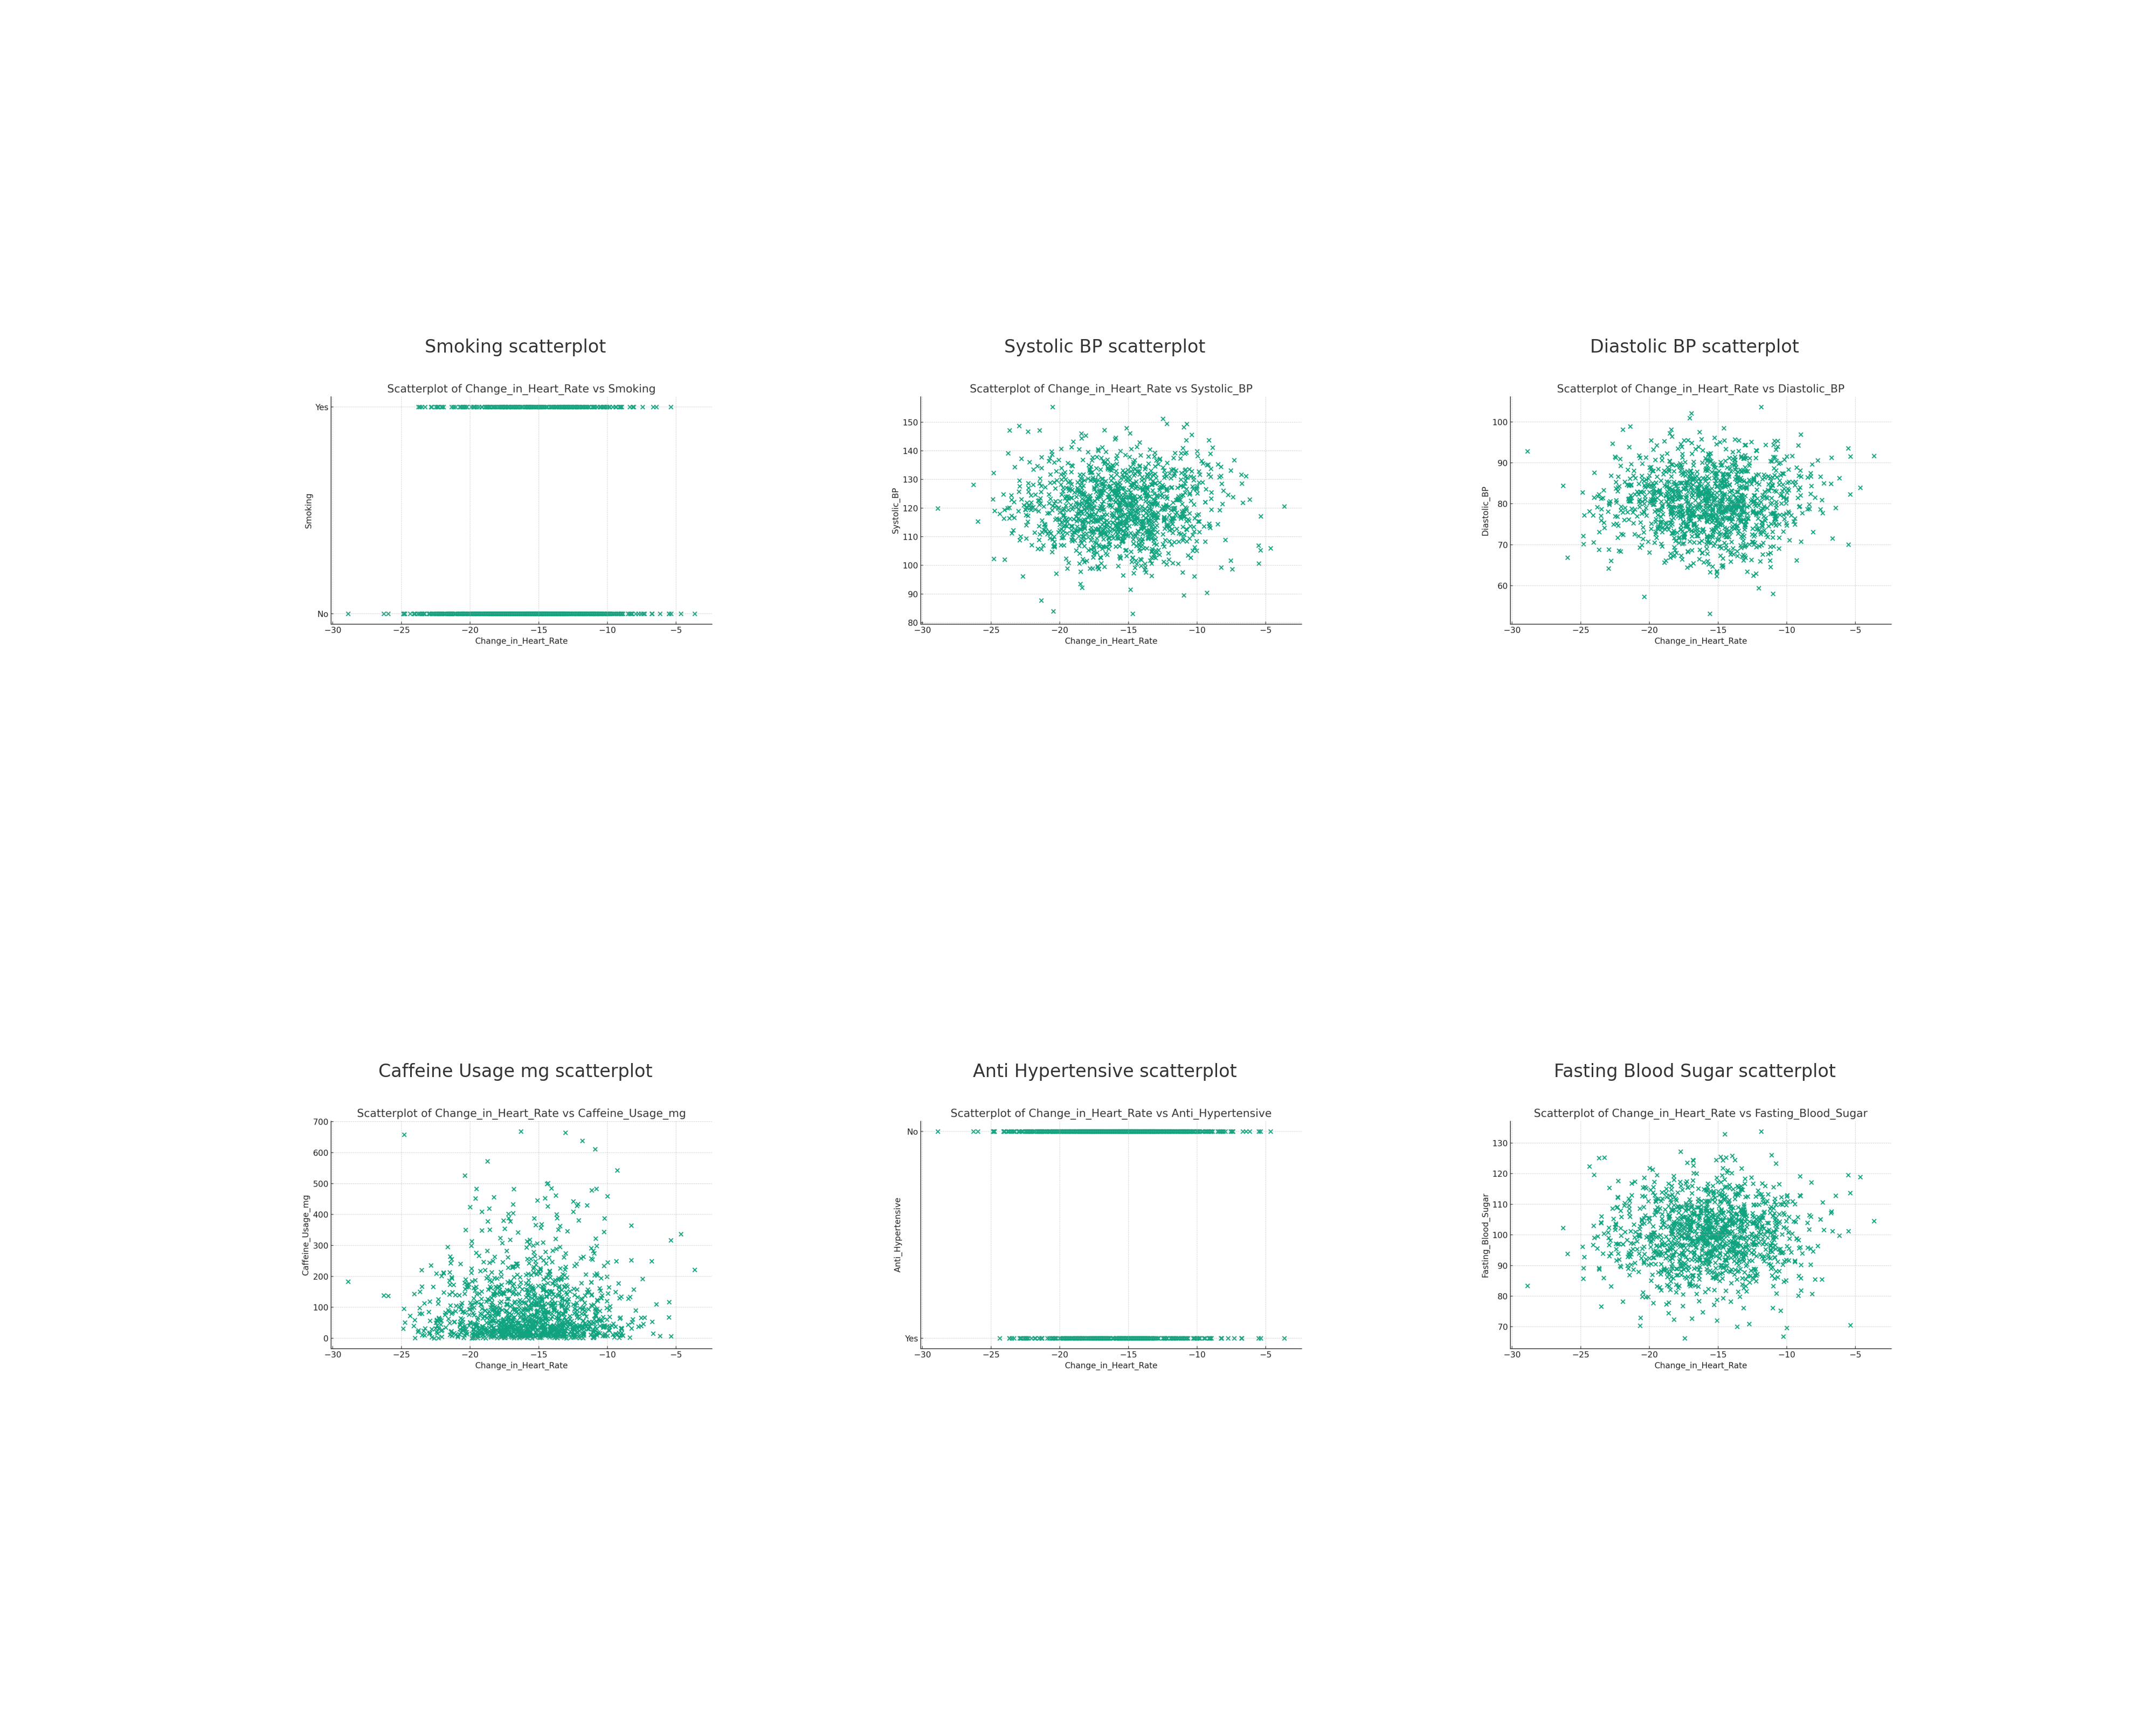 Smoking scatterplot
Scatterplot of Change_in_Heart_Rate vs Smoking
Yes
Smoking
No
−30 −25 −20 −15 −10 −5
Change_in_Heart_Rate
Systolic BP scatterplot
Scatterplot of Change_in_Heart_Rate vs Systolic_BP
150
140
130
120
110
100
90
80
Systolic_BP
−30 −25 −20 −15 −10 −5
Change_in_Heart_Rate
Diastolic BP scatterplot
Scatterplot of Change_in_Heart_Rate vs Diastolic_BP
100
90
80
70
60
Diastolic_BP
−30 −25 −20 −15 −10 −5
Change_in_Heart_Rate
Caffeine Usage mg scatterplot
Scatterplot of Change_in_Heart_Rate vs Caffeine_Usage_mg
700
600
500
400
300
200
100
0
Caffeine_Usage_mg
−30 −25 −20 −15 −10 −5
Change_in_Heart_Rate
Anti Hypertensive scatterplot
Scatterplot of Change_in_Heart_Rate vs Anti_Hypertensive
No
Anti_Hypertensive
Yes
−30 −25 −20 −15 −10 −5
Change_in_Heart_Rate
Fasting Blood Sugar scatterplot
Scatterplot of Change_in_Heart_Rate vs Fasting_Blood_Sugar
130
120
110
100
90
80
70
Fasting_Blood_Sugar
−30 −25 −20 −15 −10 −5
Change_in_Heart_Rate